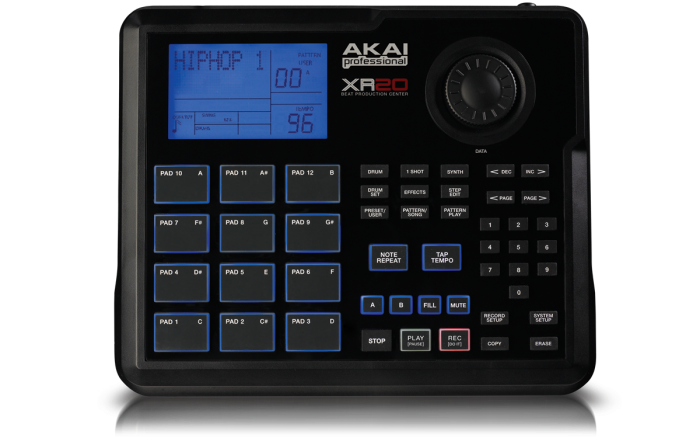 HIPHOP 1
PATTERN
USER
00
TEMPO
96
AKAI
professional
XR20
BEAT PRODUCTION CENTER
DATA
PAD 10 A
PAD 11 A#
PAD 12 B
DRUM
1 SHOT
SYNTH
< DEC
INC >
DRUM
SET
EFFECTS
STEP
EDIT
< PAGE
PAGE >
PRESET/
USER
PATTERN/
SONG
PATTERN
PLAY
PAD 7 F#
PAD 8 G
PAD 9 G#
1
2
3
4
5
6
7
8
9
0
NOTE
REPEAT
TAP
TEMPO
PAD 4 D#
PAD 5 E
PAD 6 F
A
B
FILL
MUTE
RECORD
SETUP
SYSTEM
SETUP
PAD 1 C
PAD 2 C#
PAD 3 D
STOP
PLAY
[PAUSE]
REC
[DO IT]
COPY
ERASE